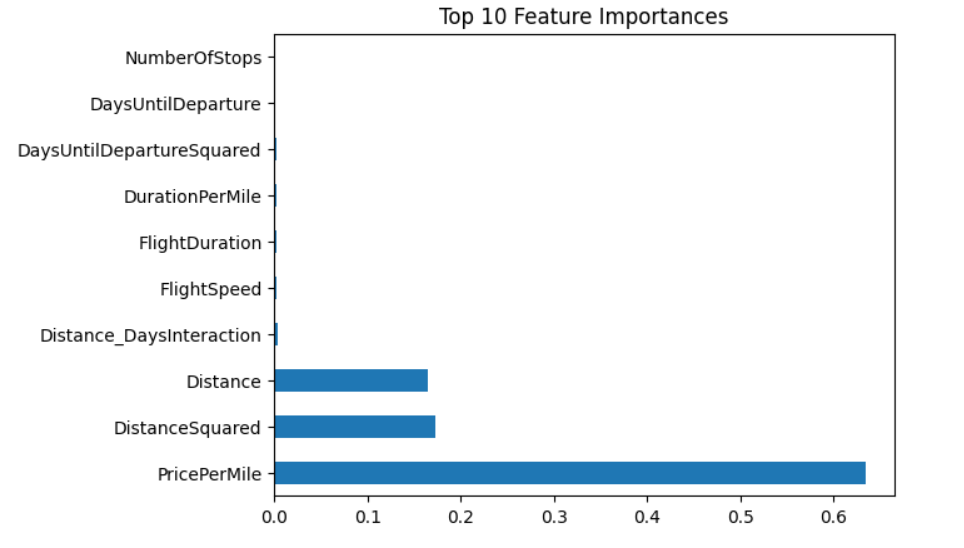 Top 10 Feature Importances
NumberOfStops
DaysUntilDeparture
DaysUntilDepartureSquared
DurationPerMile
FlightDuration
FlightSpeed
Distance_DaysInteraction
Distance
DistanceSquared
PricePerMile
0.0 0.1 0.2 0.3 0.4 0.5 0.6